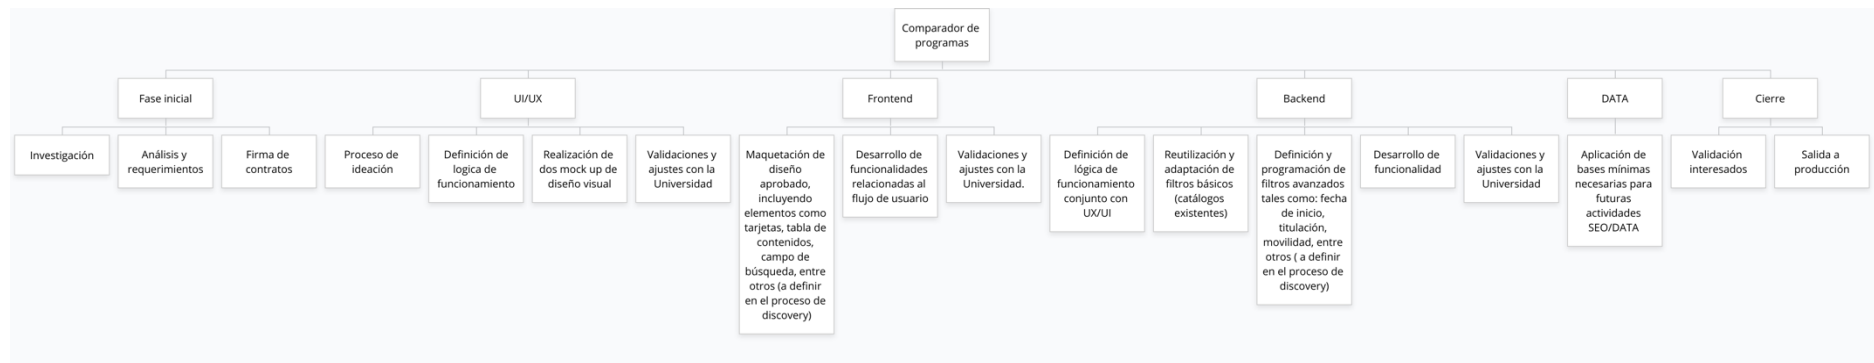 Comparador de
programas
Fase inicial
UI/UX
Frontend
Backend
DATA
Cierre
Investigación
Análisis y
requerimientos
Firma de
contratos
Proceso de
ideación
Definición de
logica de
funcionamiento
Realización de
dos mock up de
diseño visual
Validaciones y
ajustes con la
Universidad
Maquetación de
diseño
aprobado,
incluyendo
elementos como
tarjetas, tabla de
contenidos,
campo de
búsqueda, entre
otros (a definir
en el proceso de
discovery)
Desarrollo de
funcionalidades
relacionadas al
flujo de usuario
Validaciones y
ajustes con la
Universidad.
Definición de
lógica de
funcionamiento
conjunto con
UX/UI
Reutilización y
adaptación de
filtros básicos
(catálogos
existentes)
Definición y
programación de
filtros avanzados
tales como: fecha
de inicio,
titulación,
movilidad, entre
otros ( a definir
en el proceso de
discovery)
Desarrollo de
funcionalidad
Validaciones y
ajustes con la
Universidad
Aplicación de
bases mínimas
necesarias para
futuras
actividades
SEO/DATA
Validación
interesados
Salida a
producción